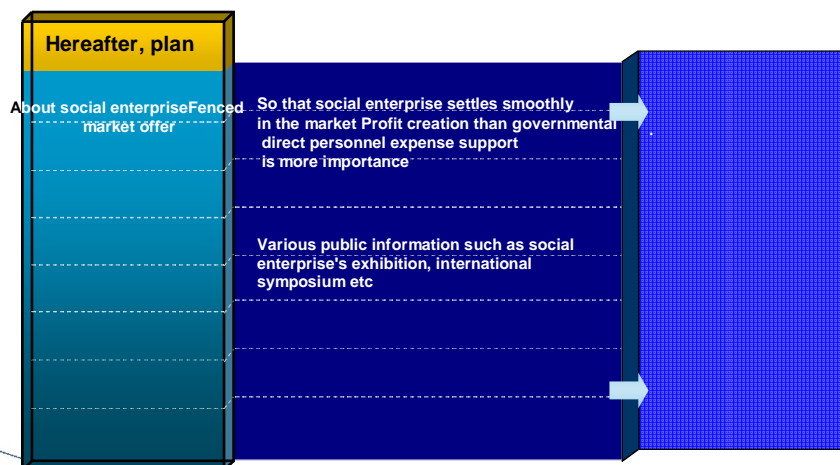 Hereafter, plan
About social enterpriseFenced
market offer
So that social enterprise settles smoothly
in the market Profit creation than governmental
direct personnel expense support
is more importance
.
Various public information such as social
enterprise's exhibition, international
symposium etc